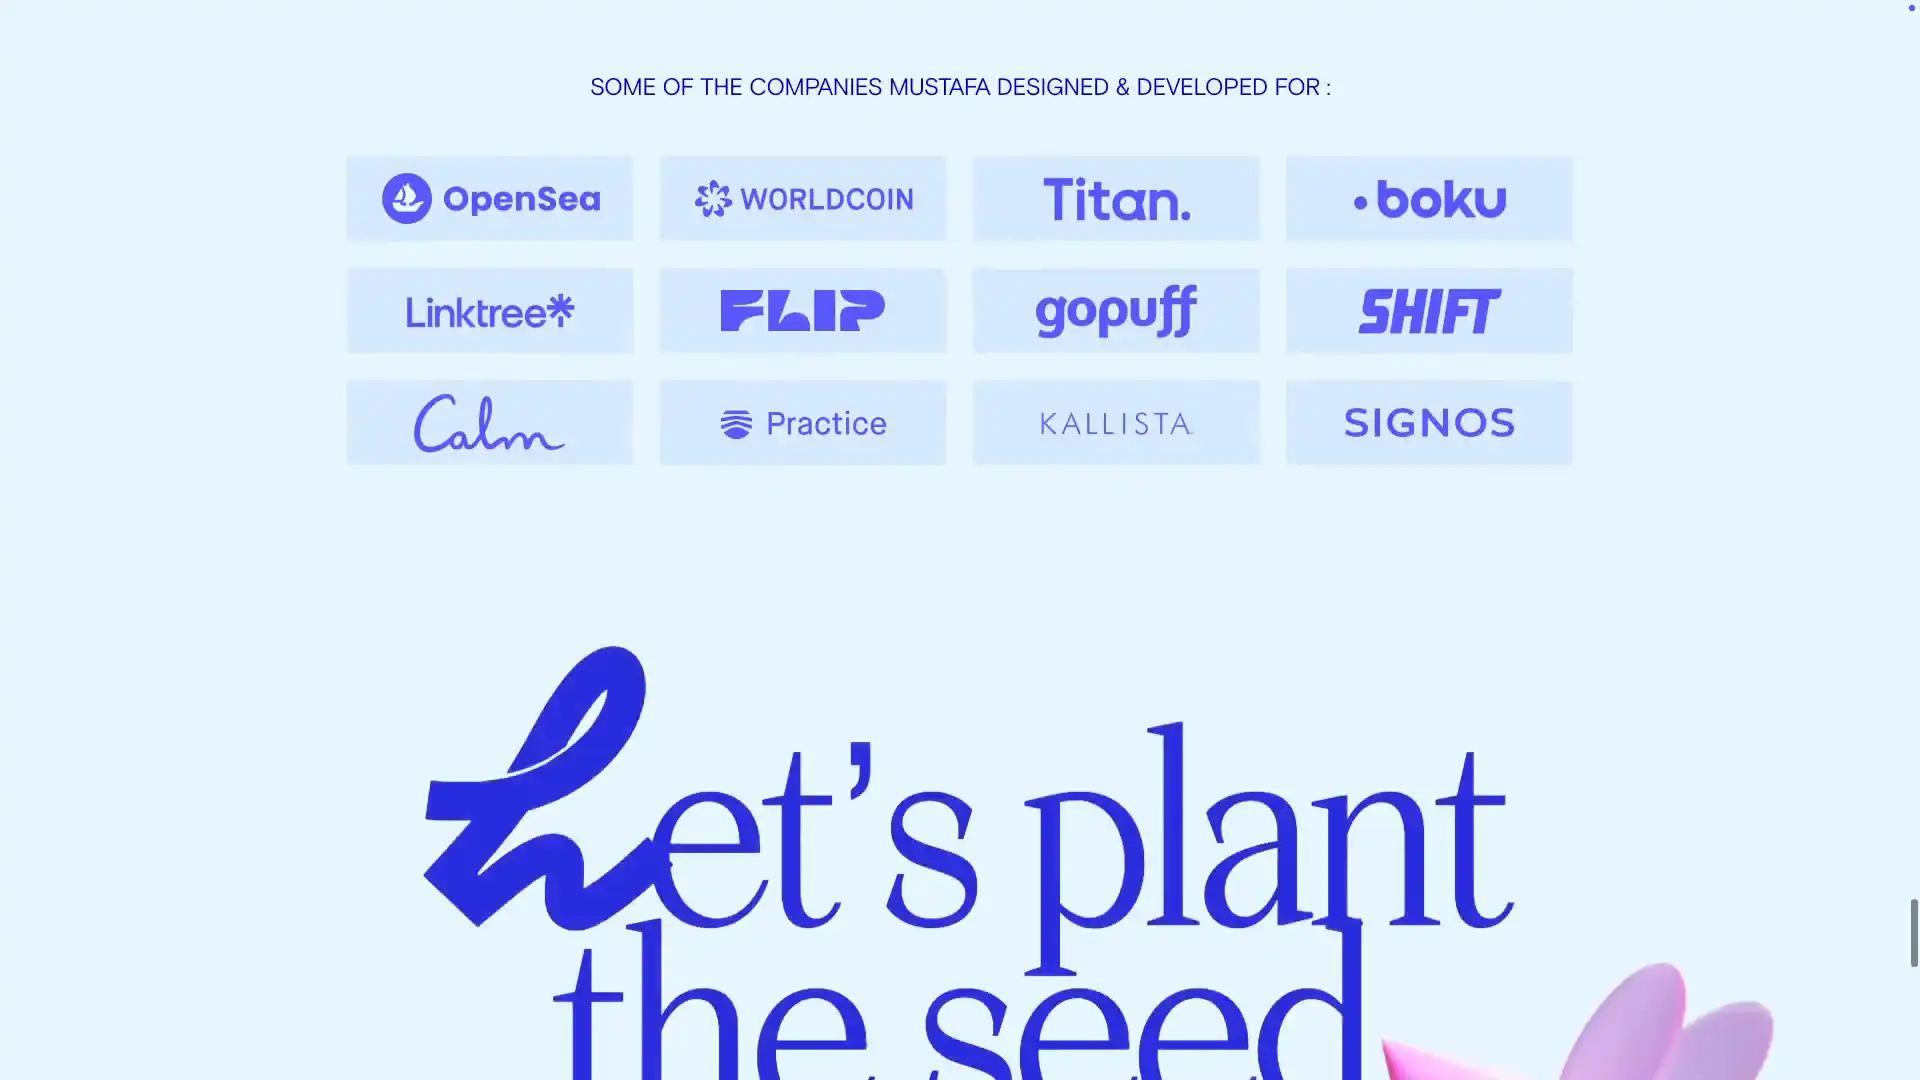 SOME OF THE COMPANIES MUSTAFA DESIGNED & DEVELOPED FOR :
OpenSea WORLDCOIN Titan. boku
Linktree FLIP gopuff SHIFT
Calm Practice KALLISTA SIGNOS
Let’s plant
the seed